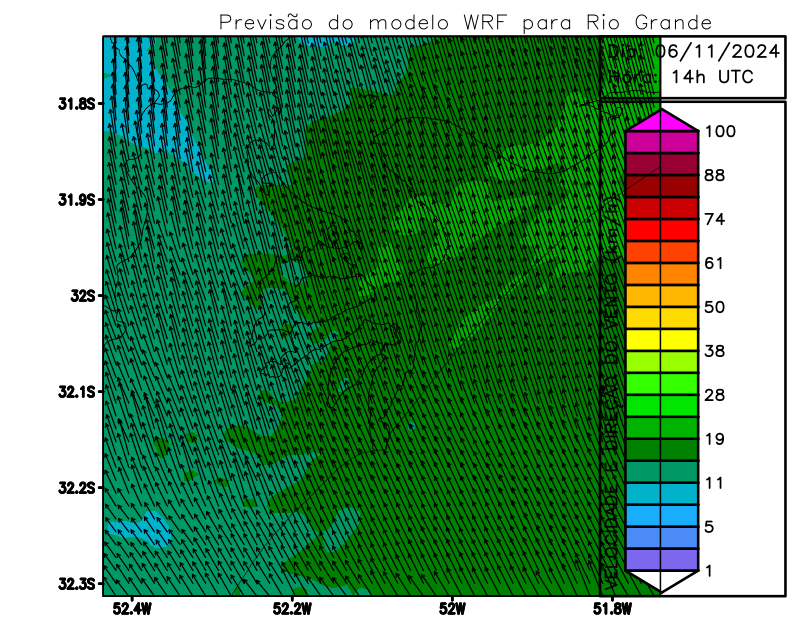 Previsão do modelo WRF para Rio Grande
Dia: 06/11/2024
Hora: 14h UTC
31.8S
31.9S
32S
32.1S
32.2S
32.3S
52.4W
52.2W
52W
51.8W
VELOCIDADE E DIREÇÃO DO VENTO (km/h)
100
88
74
61
50
38
28
19
11
5
1